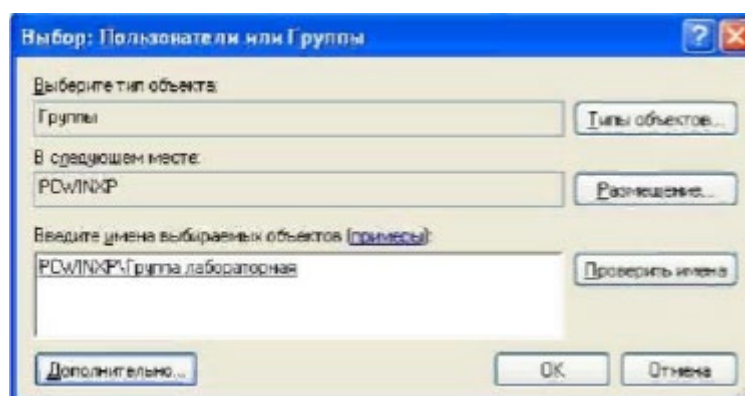 Выбор: Пользователи или Группы
Выберите тип объекта:
Группы
Типы объектов...
В следующем месте:
PCWINXP
Размещение...
Введите имена выбираемых объектов (примеры):
PCWINXP\Группа лабораторная
Проверить имена
Дополнительно...
ОК
Отмена